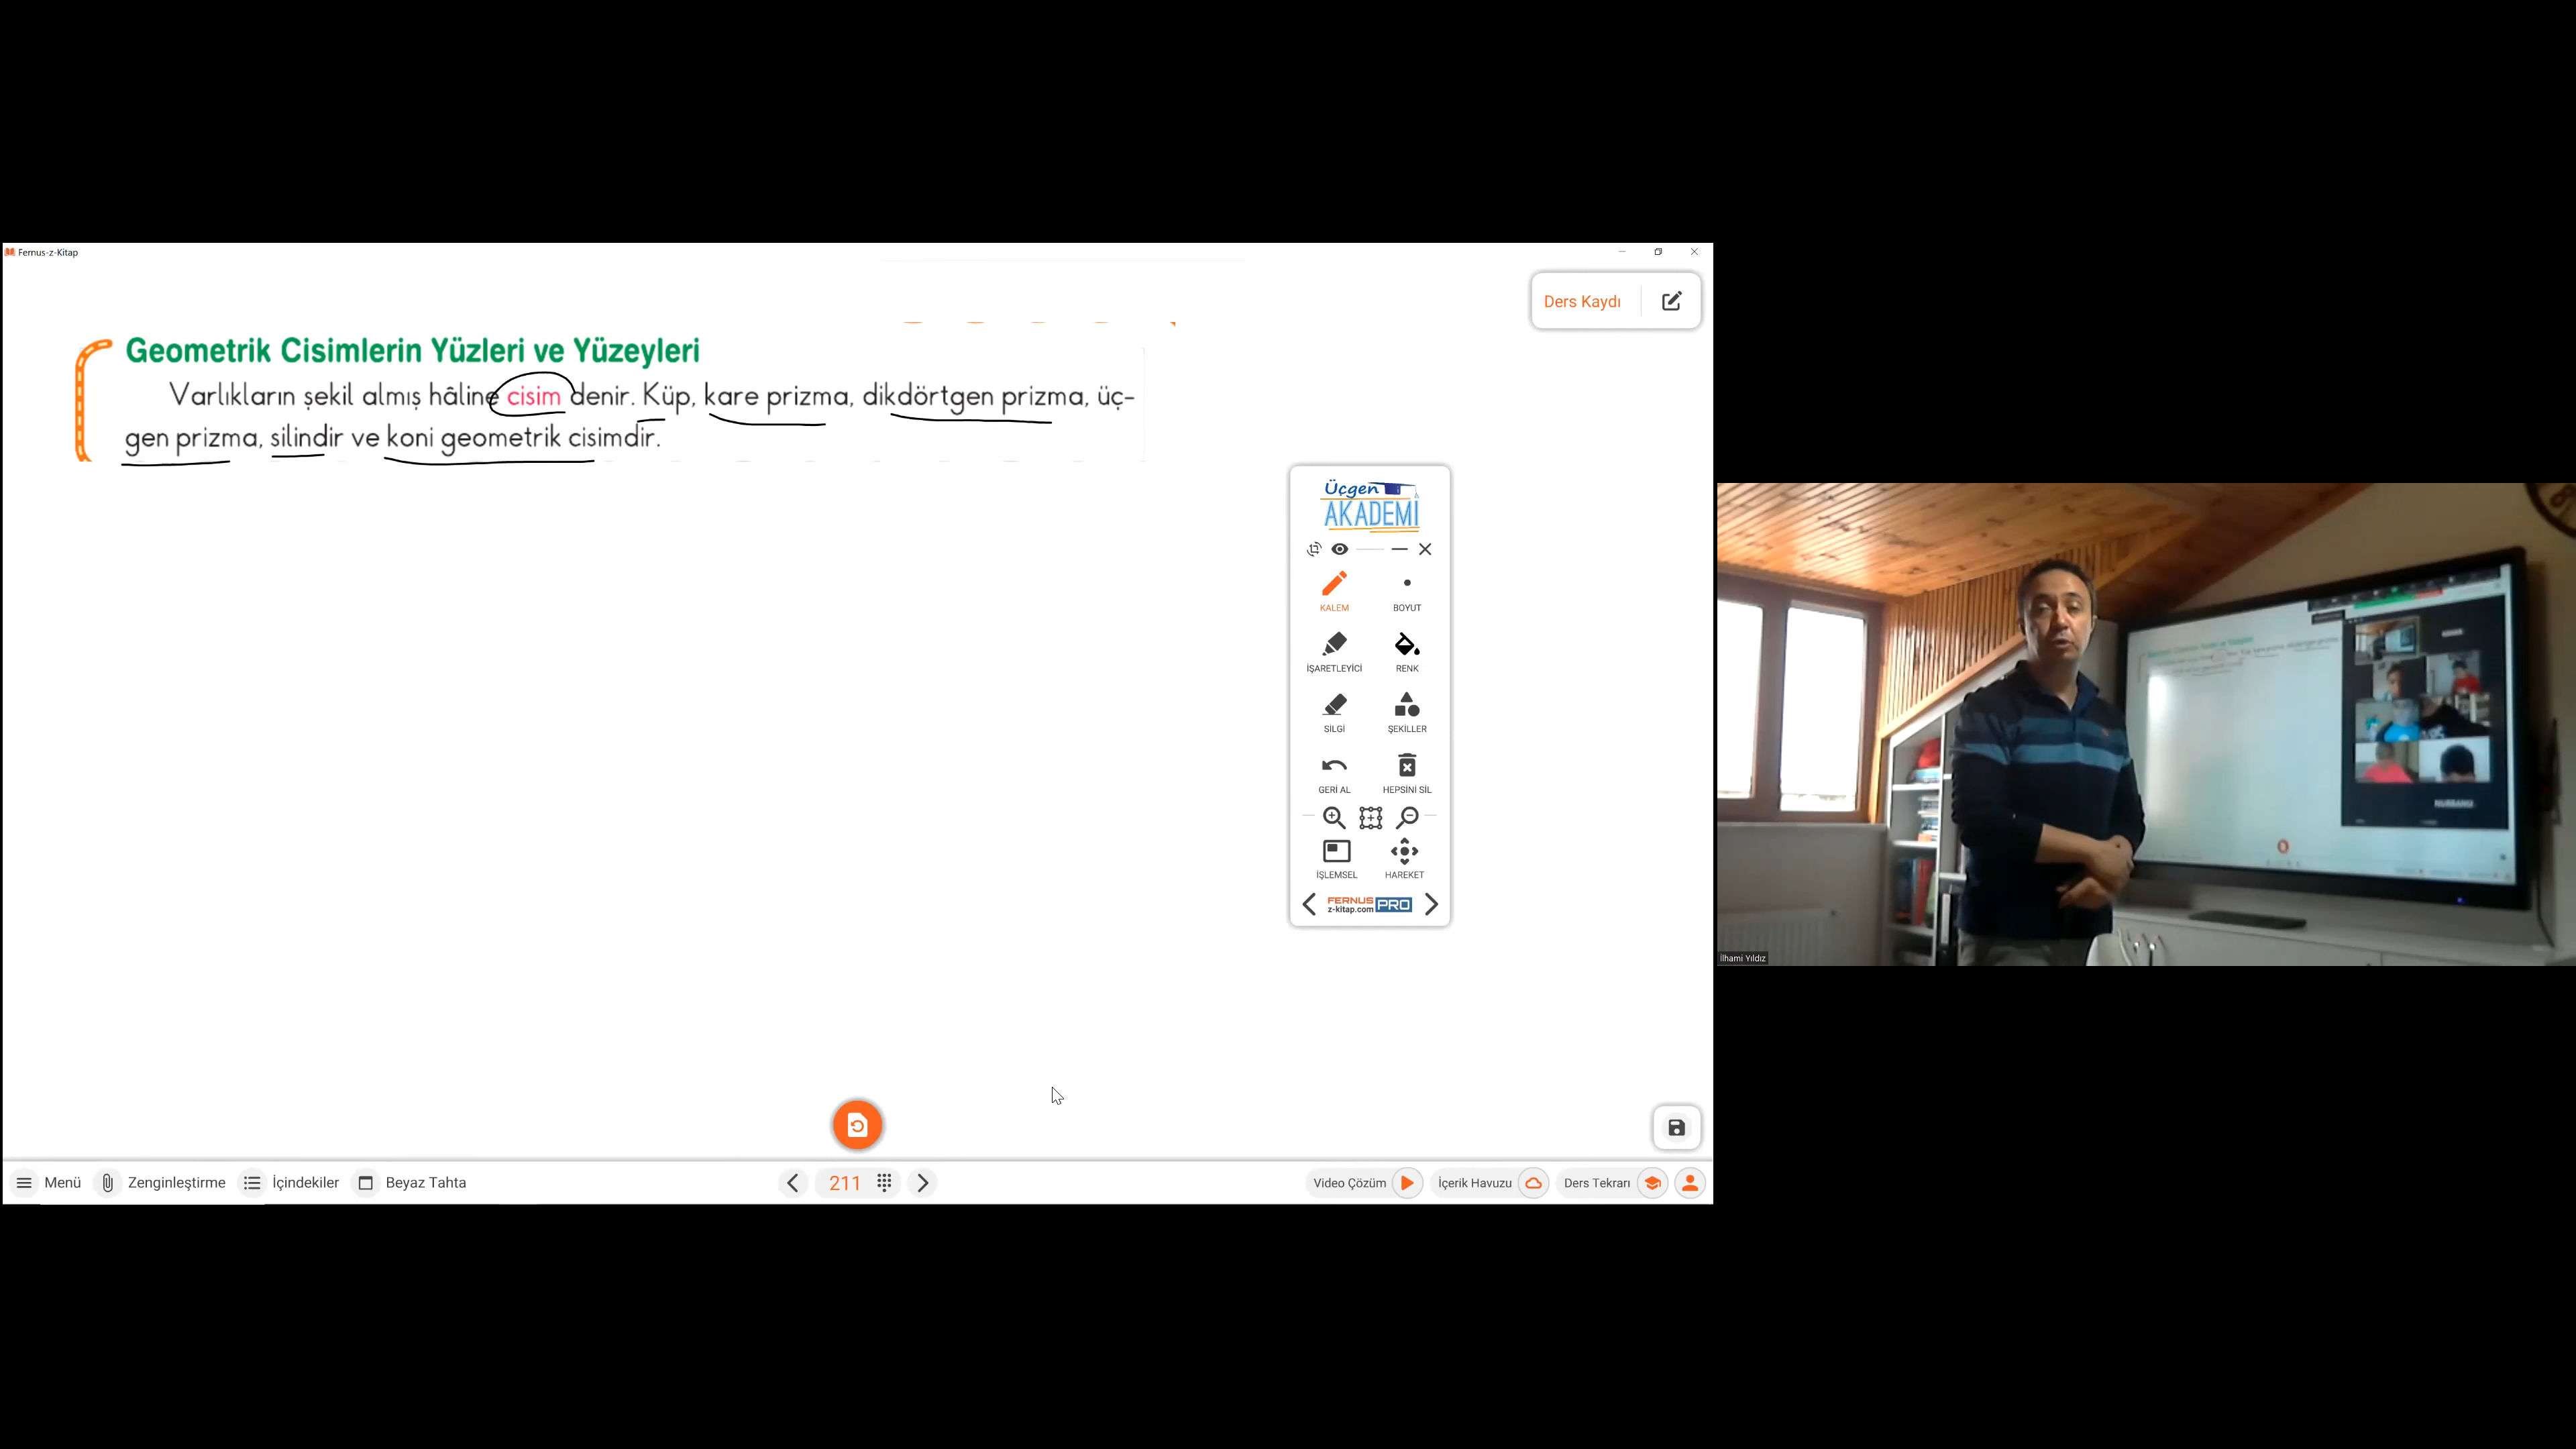 Fernus-z-Kitap
Ders Kaydı
Geometrik Cisimlerin Yüzleri ve Yüzeyleri
Varlıkların şekil almış hâline cisim denir. Küp, kare prizma, dikdörtgen prizma, üç-
gen prizma, silindir ve koni geometrik cisimdir.
Üçgen
AKADEMİ
KALEM
BOYUT
İŞARETLEYİCİ
RENK
SİLGİ
ŞEKİLLER
GERİ AL
HEPSİNİ SİL
İŞLEMSEL
HAREKET
FERNUS PRO
z-kitap.com
İlhami Yıldız
Menü
Zenginleştirme
İçindekiler
Beyaz Tahta
211
Video Çözüm
İçerik Havuzu
Ders Tekrarı